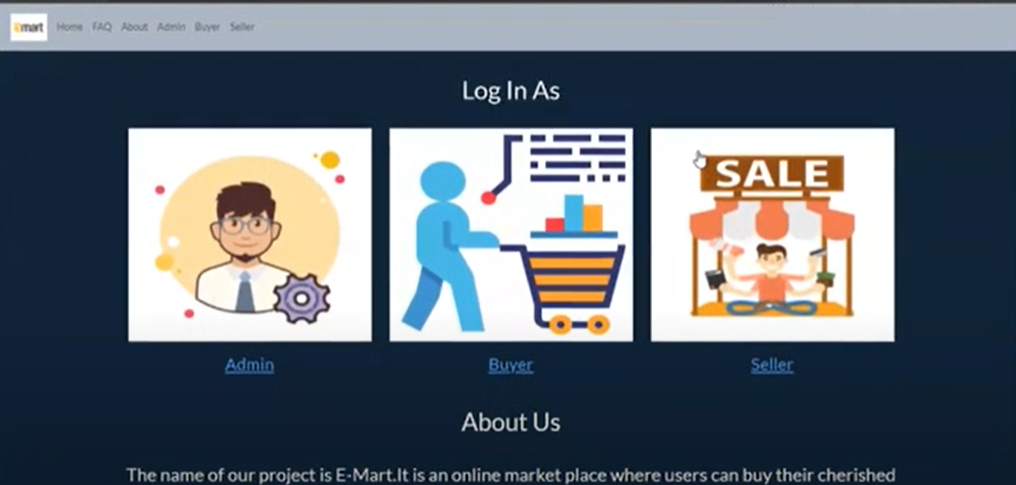 Emart Home FAQ About Admin Buyer Seller
Log In As
SALE
Admin Buyer Seller
About Us
The name of our project is E-Mart.It is an online market place where users can buy their cherished